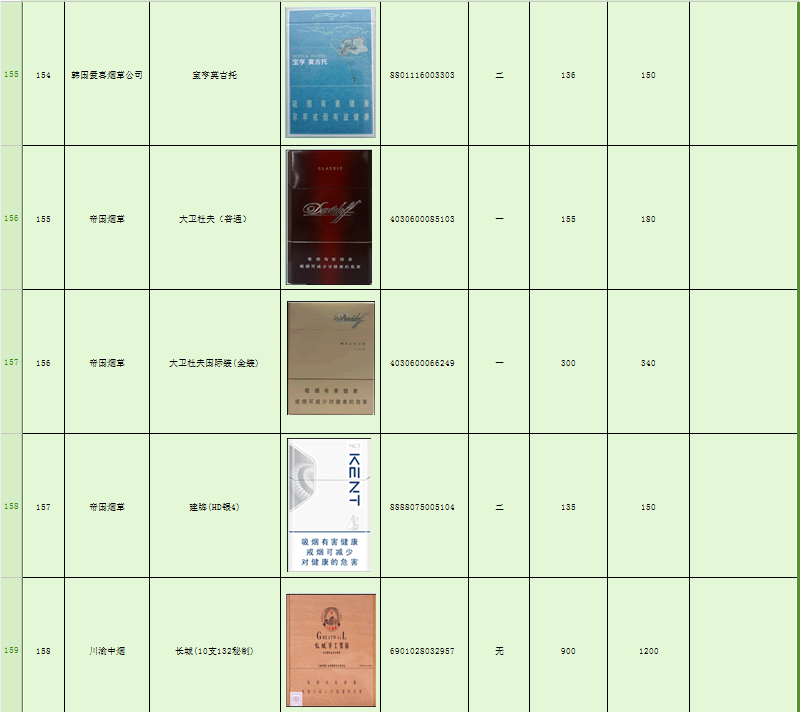 155 154 韩国爱喜烟草公司 宝亨莫吉托 8801116003303 二 136 150
宝亨 莫吉托
吸烟有害健康
尽早戒烟有益健康
156 155 帝国烟草 大卫杜夫（普通） 4030600085103 一 155 180
CLASSIC
Davidoff
吸烟有害健康
戒烟可减少对健康的危害
157 156 帝国烟草 大卫杜夫国际装(金装) 4030600066249 一 300 340
Davidoff
吸烟有害健康
戒烟可减少对健康的危害
158 157 帝国烟草 建牌(HD银4) 8888075005104 二 135 150
KENT
吸烟有害健康
戒烟可减少
对健康的危害
159 158 川渝中烟 长城(10支132秘制) 6901028032957 无 900 1200
GREATWALL